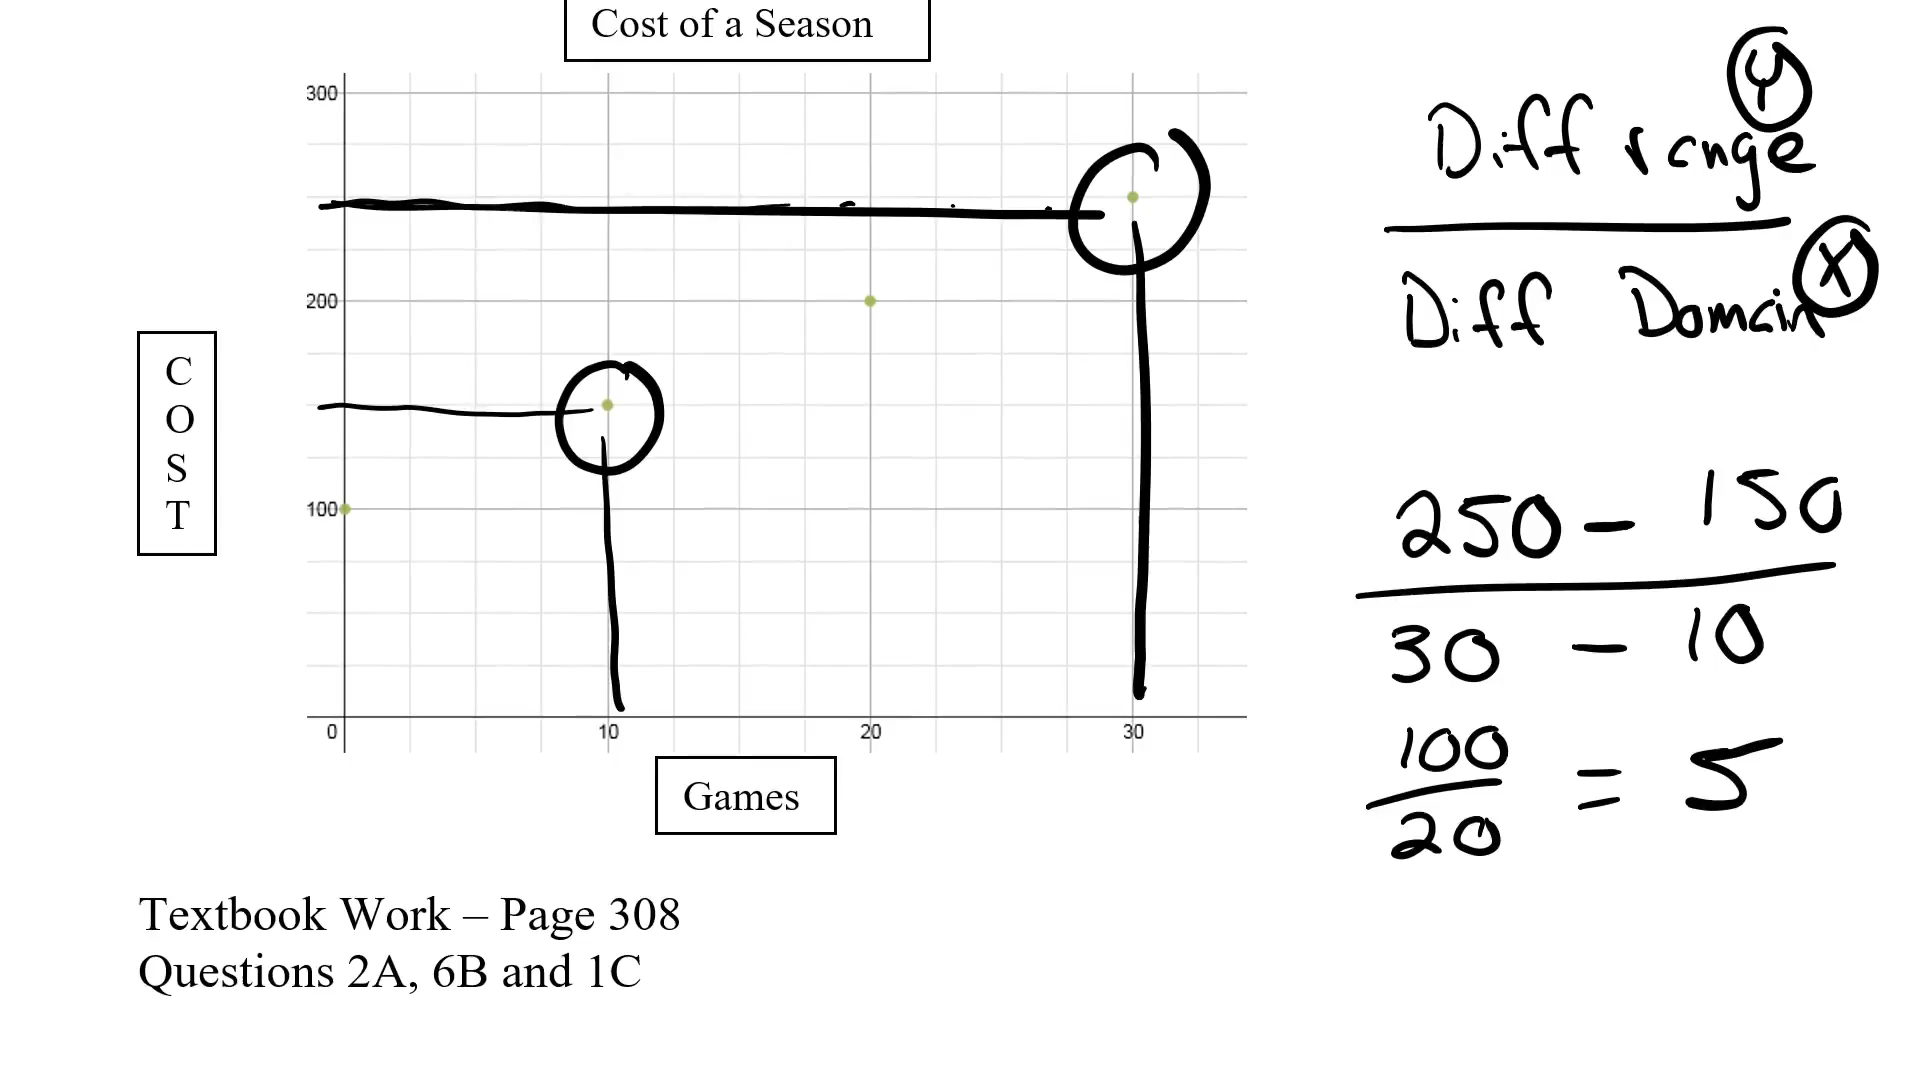 Cost of a Season
300
200
100
0
10
20
30
C
O
S
T
Games
Textbook Work – Page 308
Questions 2A, 6B and 1C
Y
Diff range
X
Diff Domain
250 - 150
30 - 10
100
20
= 5